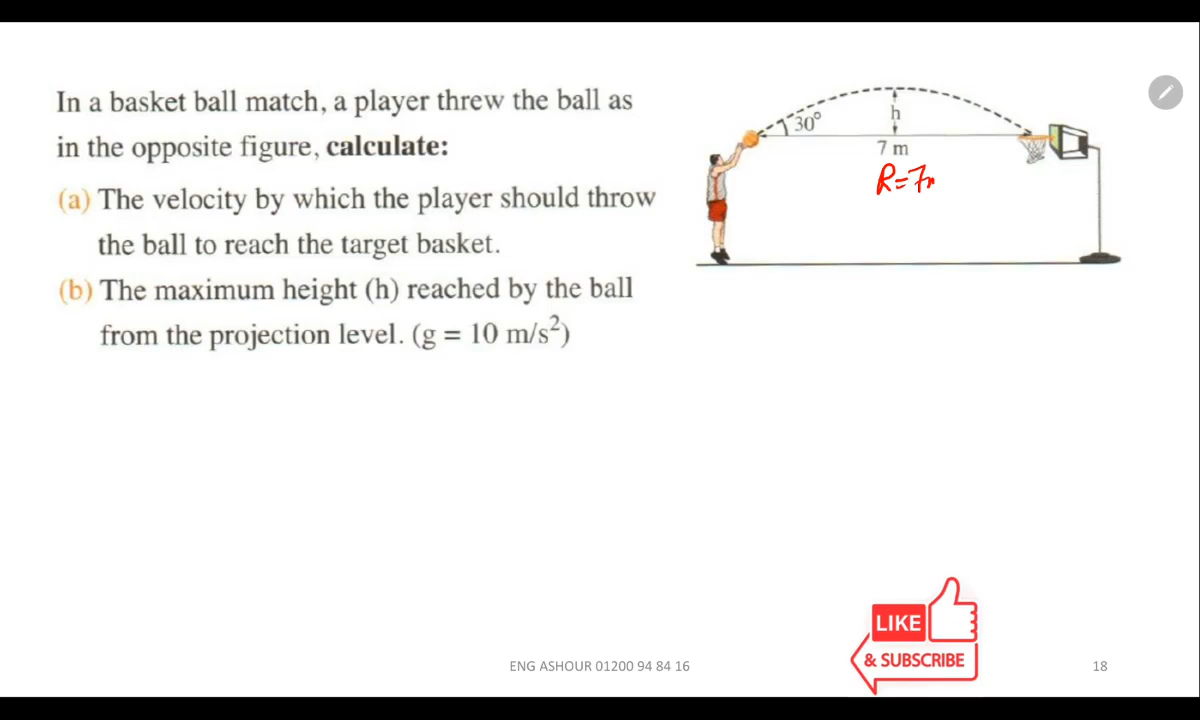 In a basket ball match, a player threw the ball as
in the opposite figure, calculate:
(a) The velocity by which the player should throw
the ball to reach the target basket.
(b) The maximum height (h) reached by the ball
from the projection level. (g = 10 m/s²)
30°
h
7 m
R=7m
LIKE
& SUBSCRIBE
ENG ASHOUR 01200 94 84 16
18